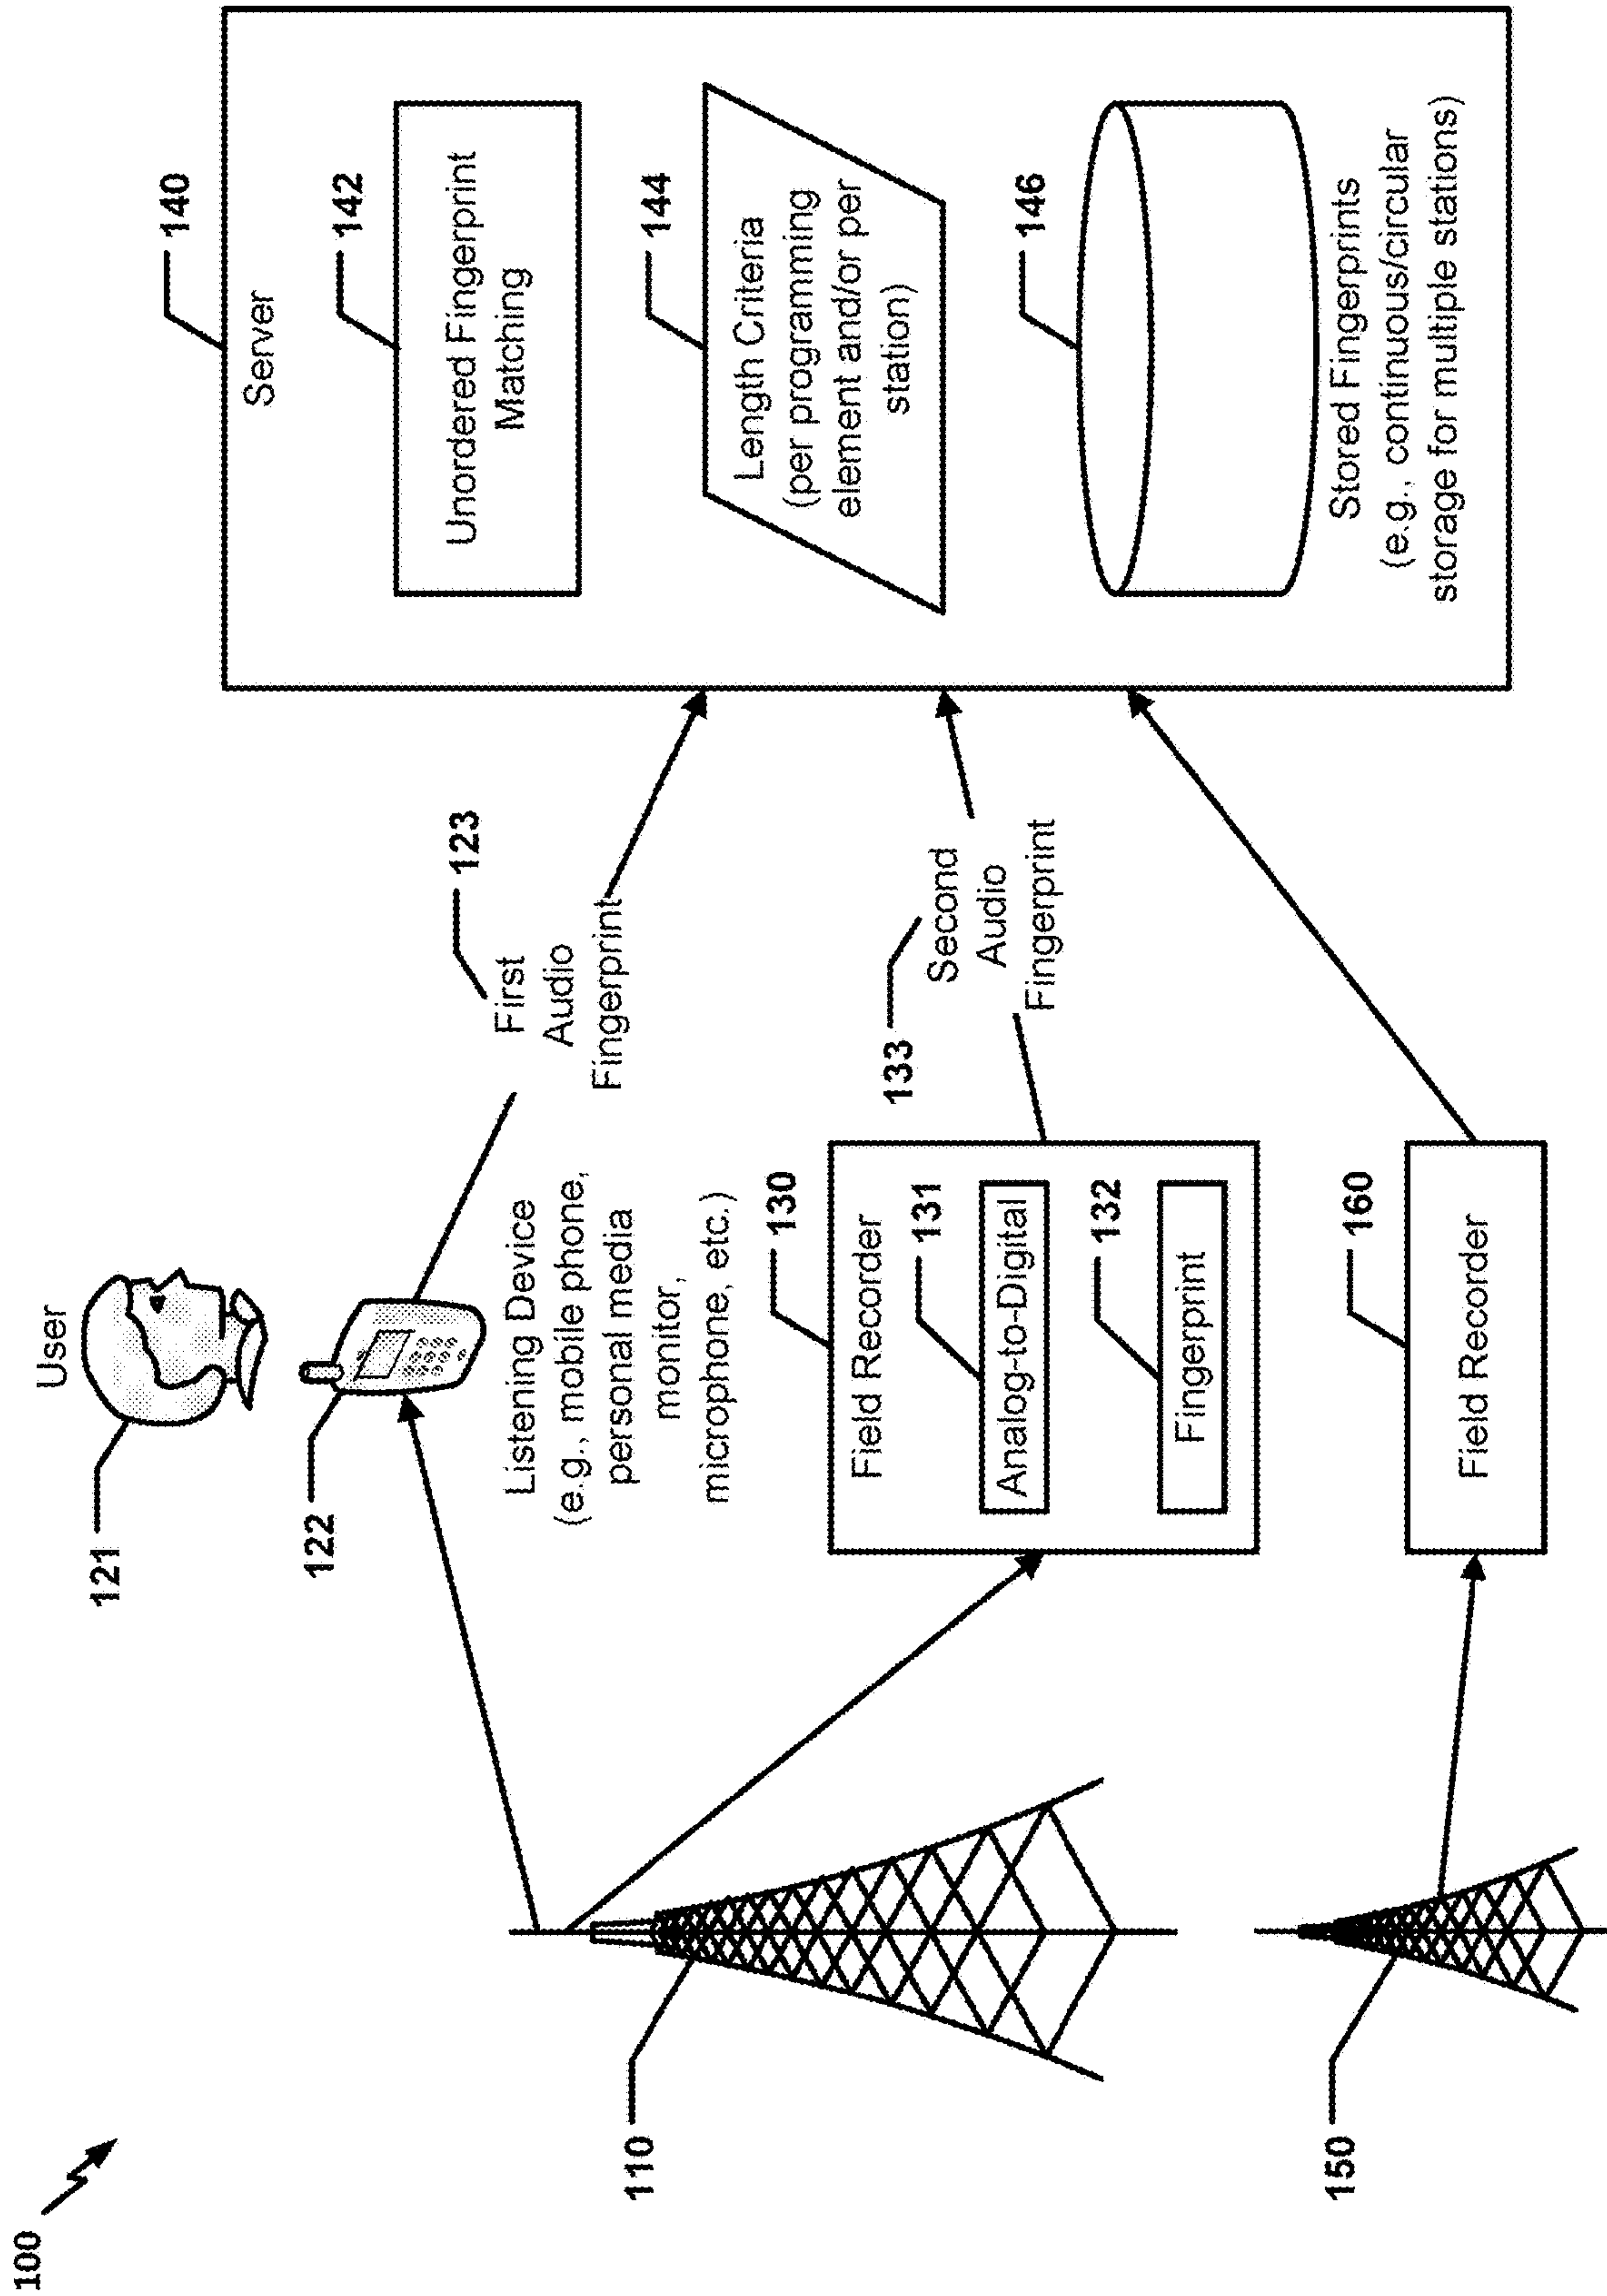 100
User
121
122
Listening Device
(e.g., mobile phone,
personal media
monitor,
microphone, etc.)
123
First
Audio
Fingerprint
110
130
Field Recorder
131
Analog-to-Digital
132
Fingerprint
133
Second
Audio
Fingerprint
150
160
Field Recorder
140
Server
142
Unordered Fingerprint
Matching
144
Length Criteria
(per programming
element and/or per
station)
146
Stored Fingerprints
(e.g., continuous/circular
storage for multiple stations)